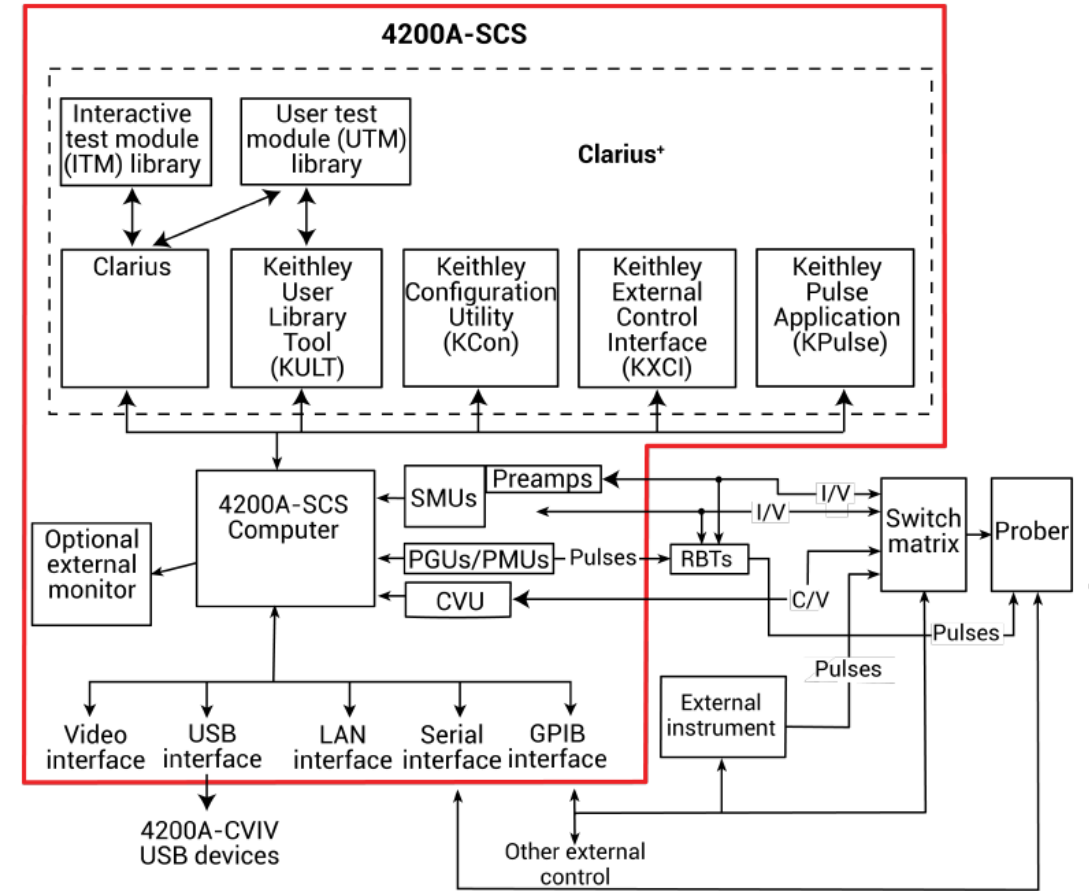 4200A-SCS
Interactive
test module
(ITM) library
User test
module (UTM)
library
Clarius+
Clarius
Keithley
User
Library
Tool
(KULT)
Keithley
Configuration
Utility
(KCon)
Keithley
External
Control
Interface
(KXCI)
Keithley
Pulse
Application
(KPulse)
4200A-SCS
Computer
SMUs
Preamps
I/V
I/V
Switch
matrix
Prober
Optional
external
monitor
PGUs/PMUs
Pulses
RBTs
CVU
C/V
Pulses
Pulses
External
instrument
Video
interface
USB
interface
LAN
interface
Serial
interface
GPIB
interface
4200A-CVIV
USB devices
Other external
control